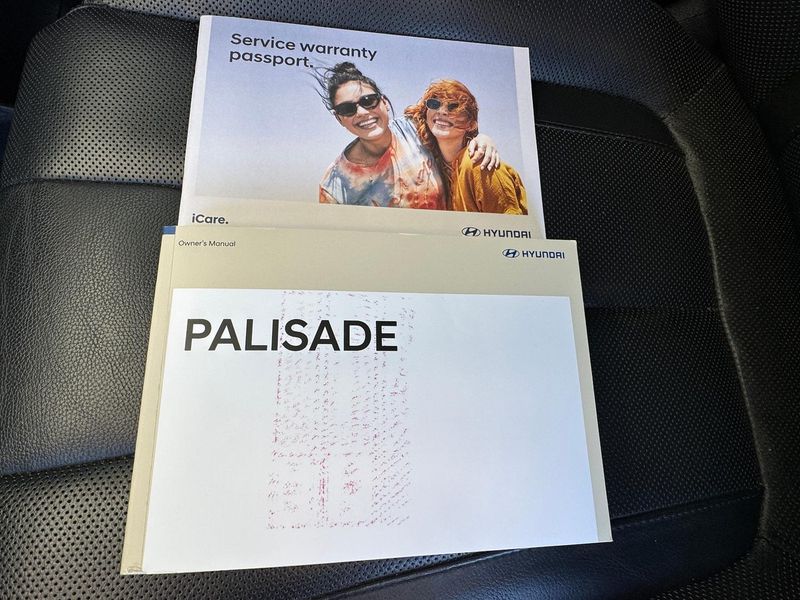 Service warranty
passport.
iCare.
HYUNDAI
Owner's Manual
HYUNDAI
PALISADE